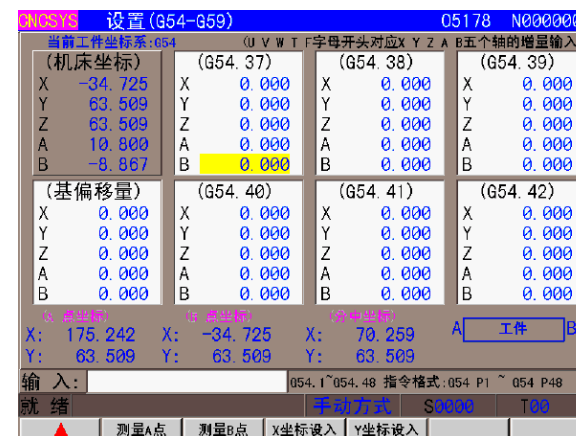 CNCSYS 设置(G54-G59) O5178 N000000
当前工件坐标系:G54 (U V W T F字母开头对应X Y Z A B五个轴的增量输入
(机床坐标) (G54. 37) (G54. 38) (G54. 39)
X -34. 725 X 0. 000 X 0. 000 X 0. 000
Y 63. 509 Y 0. 000 Y 0. 000 Y 0. 000
Z 63. 509 Z 0. 000 Z 0. 000 Z 0. 000
A 10. 800 A 0. 000 A 0. 000 A 0. 000
B -8. 867 B 0. 000 B 0. 000 B 0. 000
(基偏移量) (G54. 40) (G54. 41) (G54. 42)
X 0. 000 X 0. 000 X 0. 000 X 0. 000
Y 0. 000 Y 0. 000 Y 0. 000 Y 0. 000
Z 0. 000 Z 0. 000 Z 0. 000 Z 0. 000
A 0. 000 A 0. 000 A 0. 000 A 0. 000
B 0. 000 B 0. 000 B 0. 000 B 0. 000
(A 点坐标) (B 点坐标) (分中坐标)
X: 175. 242 X: -34. 725 X: 70. 259 A 工件 B
Y: 63. 509 Y: 63. 509 Y: 63. 509
输 入: G54. 1~G54. 48 指令格式:G54 P1 ~ G54 P48
就 绪 手动方式 S0000 T00
测量A点 测量B点 X坐标设入 Y坐标设入